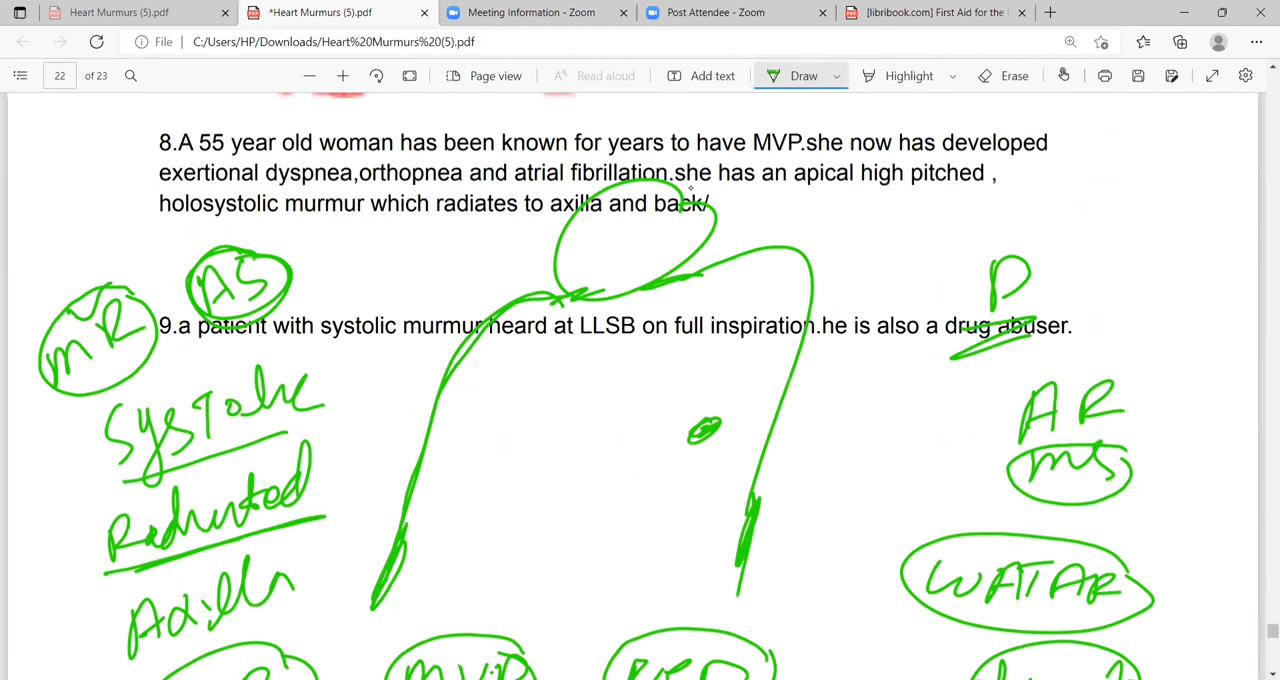 Heart Murmurs (5).pdf
*Heart Murmurs (5).pdf
Meeting Information - Zoom
Post Attendee - Zoom
[libribook.com] First Aid for the
File C:/Users/HP/Downloads/Heart%20Murmurs%20(5).pdf
22 of 23 Page view Read aloud Add text Draw Highlight Erase
8.A 55 year old woman has been known for years to have MVP.she now has developed
exertional dyspnea,orthopnea and atrial fibrillation.she has an apical high pitched ,
holosystolic murmur which radiates to axilla and back/
AS
D
MR
9.a patient with systolic murmur heard at LLSB on full inspiration.he is also a drug abuser.
Systolic
AR
MS
Radiated
Axilla
MVP